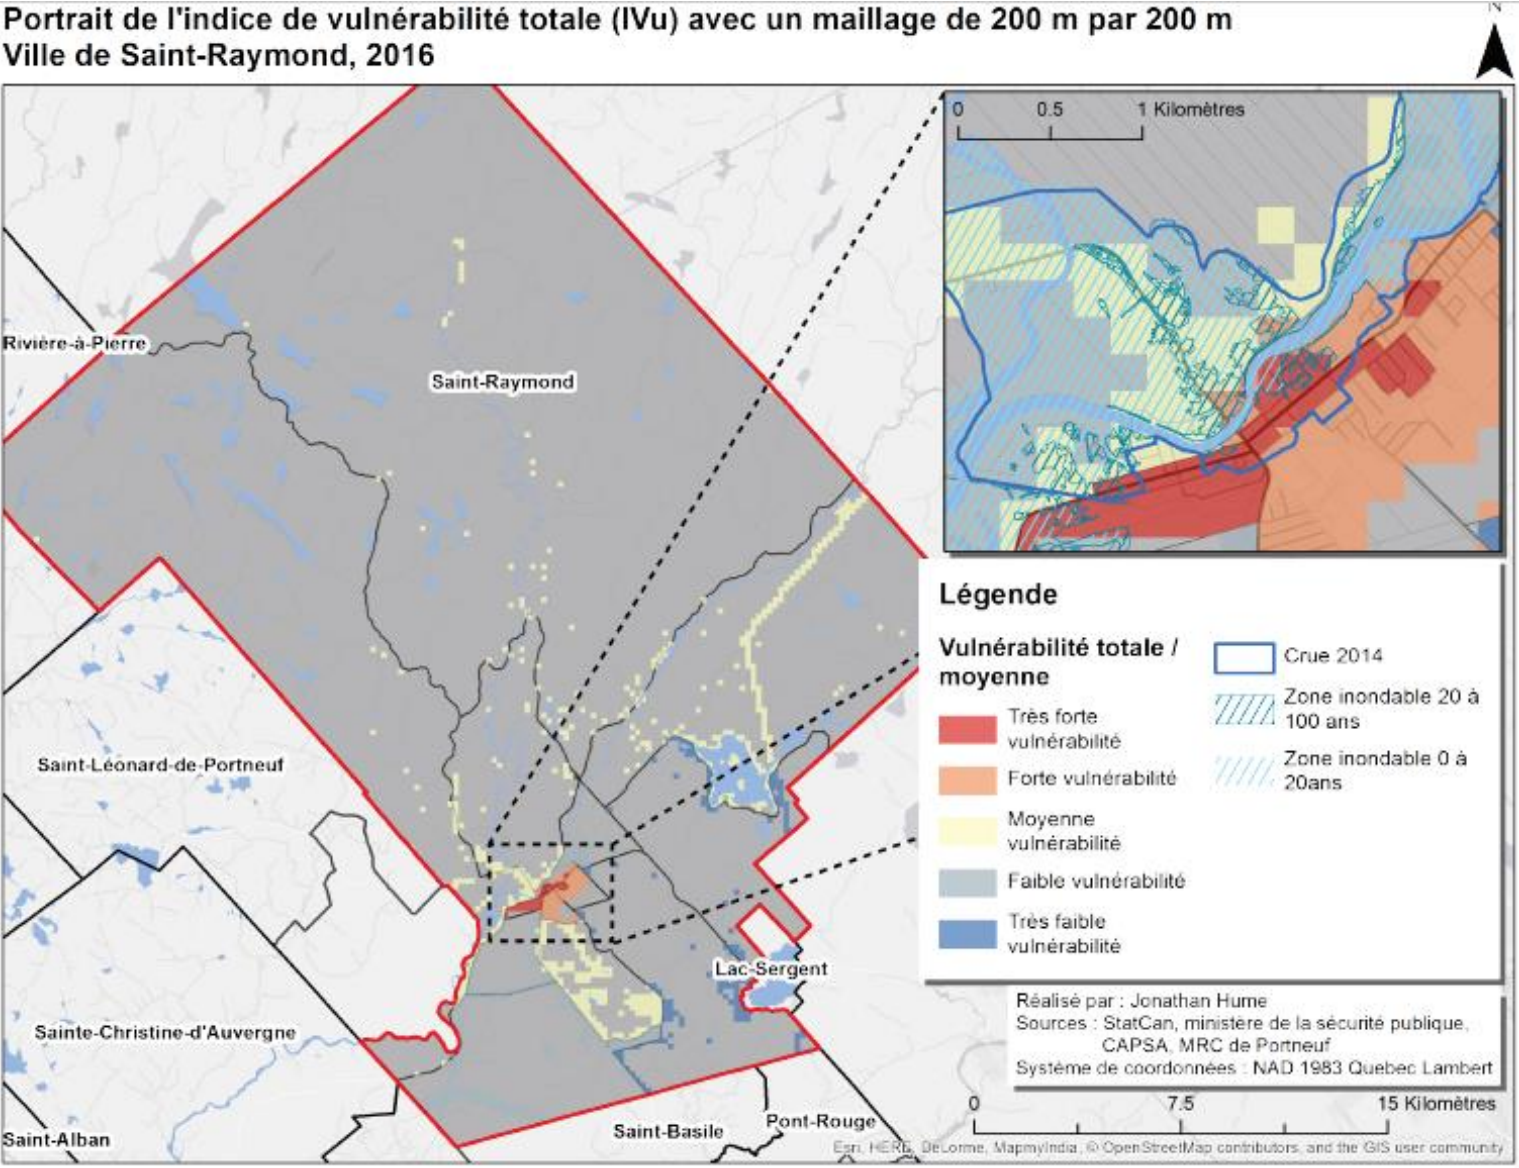 Portrait de l'indice de vulnérabilité totale (IVu) avec un maillage de 200 m par 200 m
Ville de Saint-Raymond, 2016
N
0
0.5
1 Kilomètres
Rivière-à-Pierre
Saint-Raymond
Saint-Léonard-de-Portneuf
Lac-Sergent
Sainte-Christine-d'Auvergne
Saint-Alban
Saint-Basile
Pont-Rouge
Légende
Vulnérabilité totale /
moyenne
Très forte
vulnérabilité
Forte vulnérabilité
Moyenne
vulnérabilité
Faible vulnérabilité
Très faible
vulnérabilité
Crue 2014
Zone inondable 20 à
100 ans
Zone inondable 0 à
20ans
Réalisé par : Jonathan Hume
Sources : StatCan, ministère de la sécurité publique,
CAPSA, MRC de Portneuf
Système de coordonnées : NAD 1983 Quebec Lambert
0
7.5
15 Kilomètres
Esri, HERE, DeLorme, MapmyIndia, © OpenStreetMap contributors, and the GIS user community